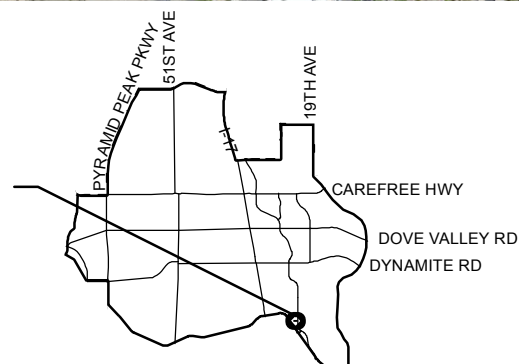 PYRAMID PEAK PKWY
51ST AVE
19TH AVE
I-17
CAREFREE HWY
DOVE VALLEY RD
DYNAMITE RD